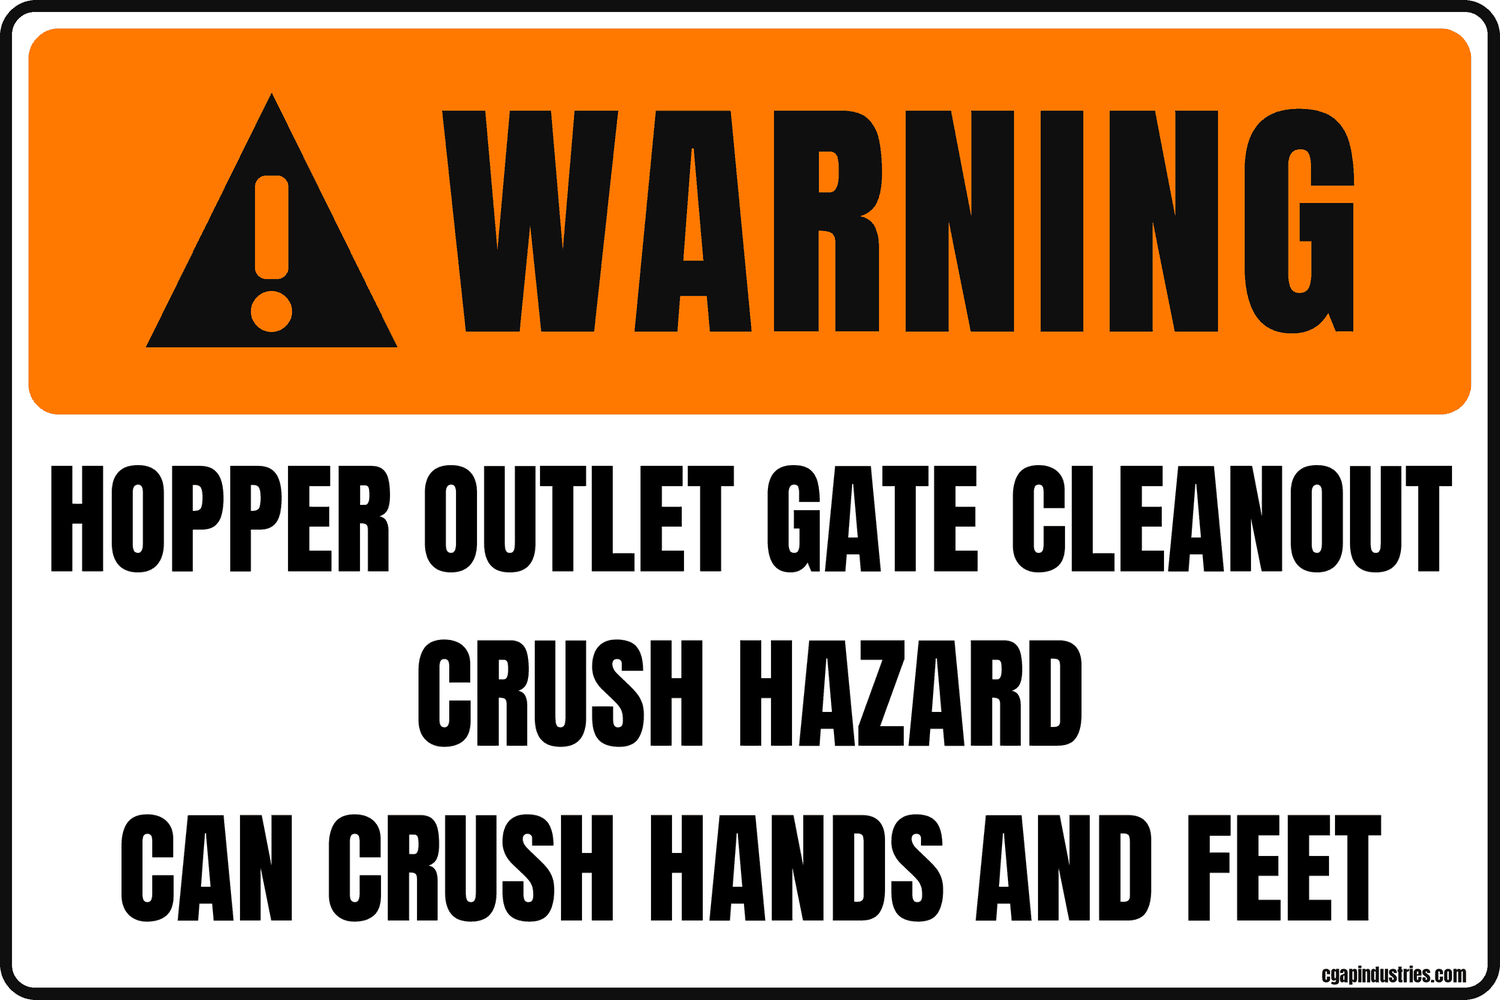 WARNING
HOPPER OUTLET GATE CLEANOUT
CRUSH HAZARD
CAN CRUSH HANDS AND FEET
cgapindustries.com